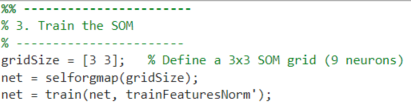 %% -----------------------
% 3. Train the SOM
% -----------------------
gridSize = [3 3];   % Define a 3x3 SOM grid (9 neurons)
net = selforgmap(gridSize);
net = train(net, trainFeaturesNorm');